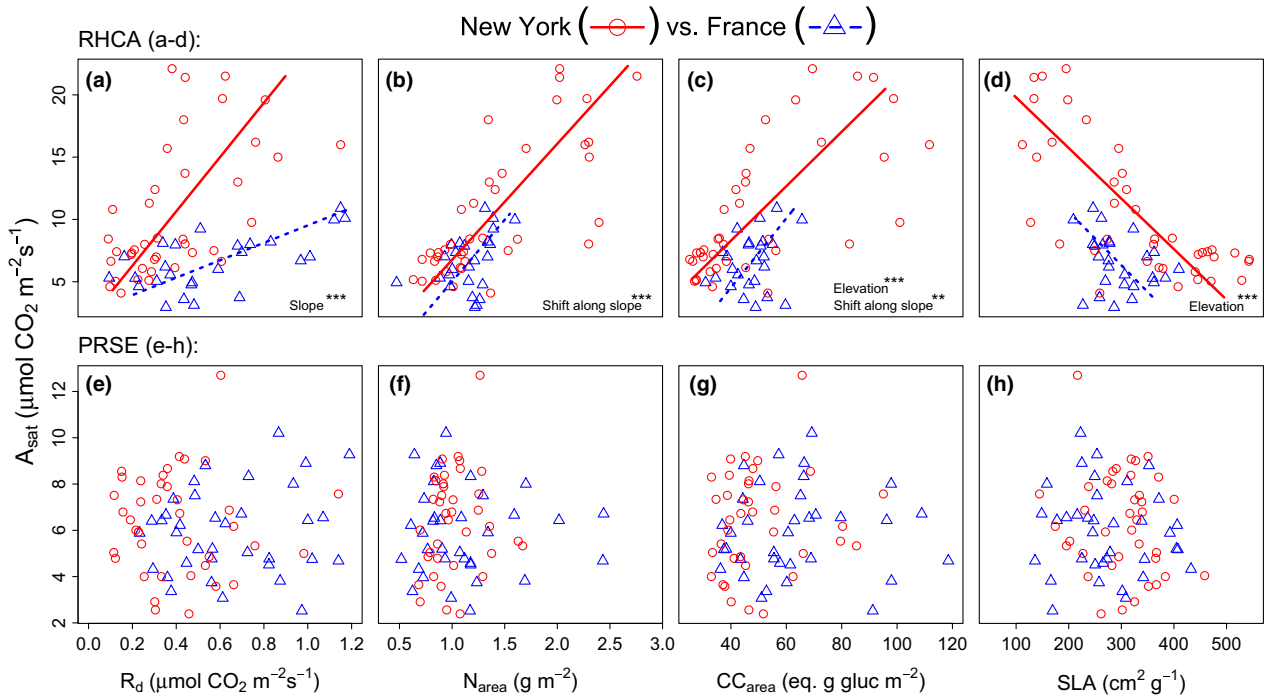 New York ( ) vs. France ( )
RHCA (a-d):
(a)
(b)
(c)
(d)
20
15
10
5
Slope***
Shift along slope***
Elevation***
Shift along slope**
Elevation***
A_sat (μmol CO₂ m⁻²s⁻¹)
PRSE (e-h):
(e)
(f)
(g)
(h)
12
10
8
6
4
2
0.0 0.2 0.4 0.6 0.8 1.0 1.2
0.5 1.0 1.5 2.0 2.5 3.0
40 60 80 100 120
100 200 300 400 500
R_d (μmol CO₂ m⁻²s⁻¹)
N_area (g m⁻²)
CC_area (eq. g gluc m⁻²)
SLA (cm² g⁻¹)